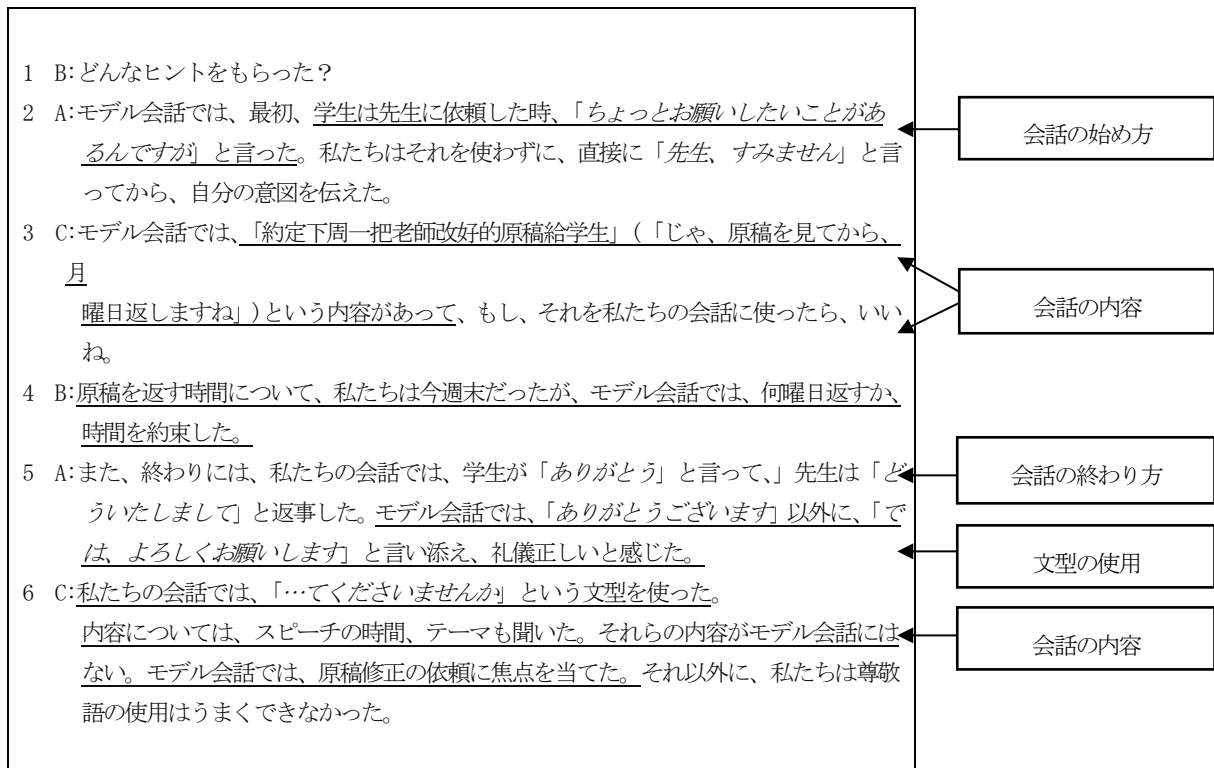 1 B:どんなヒントをもらった？
2 A:モデル会話では、最初、学生は先生に依頼した時、「ちょっとお願いしたいことがあ
るんですが」と言った。私たちはそれを使わずに、直接に「先生、すみません」と言
ってから、自分の意図を伝えた。
会話の始め方
3 C:モデル会話では、「約定下周一把老師改好的原稿給学生」(「じゃ、原稿を見てから、
月
曜日返しますね」)という内容があって、もし、それを私たちの会話に使ったら、いい
ね。
会話の内容
4 B:原稿を返す時間について、私たちは今週末だったが、モデル会話では、何曜日返すか、
時間を約束した。
5 A:また、終わりには、私たちの会話では、学生が「ありがとう」と言って、」先生は「ど
ういたしまして」と返事した。モデル会話では、「ありがとうございます」以外に、「で
は、よろしくお願いします」と言い添え、礼儀正しいと感じた。
会話の終わり方
文型の使用
6 C:私たちの会話では、「…てくださいませんか」という文型を使った。
内容については、スピーチの時間、テーマも聞いた。それらの内容がモデル会話には
ない。モデル会話では、原稿修正の依頼に焦点を当てた。それ以外に、私たちは尊敬
語の使用はうまくできなかった。
会話の内容